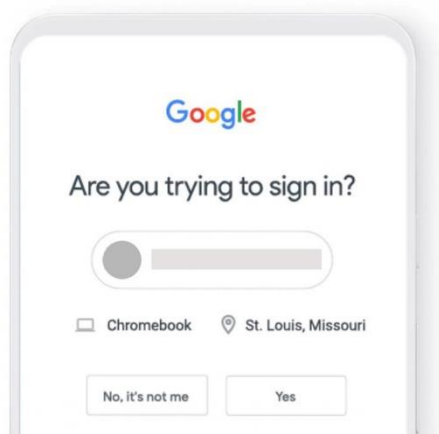 Google
Are you trying to sign in?
Chromebook St. Louis, Missouri
No, it's not me Yes